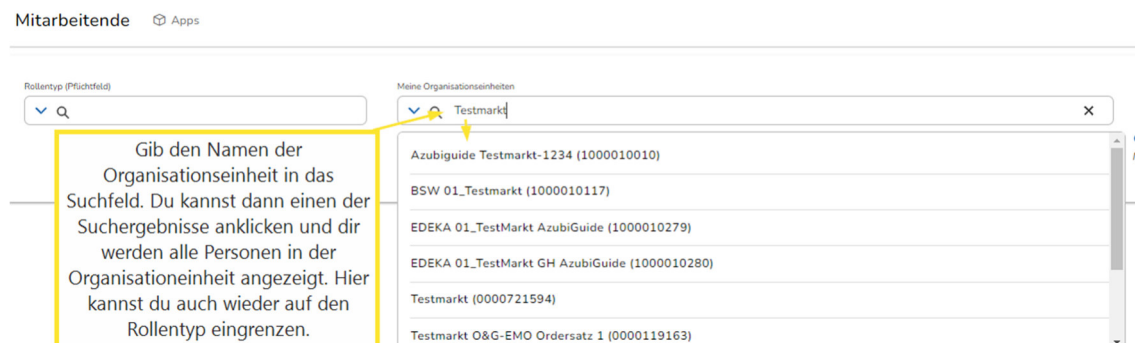 Mitarbeitende Apps
Rollentyp (Pflichtfeld)
Meine Organisationseinheiten
Testmarkt
Gib den Namen der
Organisationseinheit in das
Suchfeld. Du kannst dann einen der
Suchergebnisse anklicken und dir
werden alle Personen in der
Organisationeinheit angezeigt. Hier
kannst du auch wieder auf den
Rollentyp eingrenzen.
Azubiguide Testmarkt-1234 (1000010010)
BSW 01_Testmarkt (1000010117)
EDEKA 01_TestMarkt AzubiGuide (1000010279)
EDEKA 01_TestMarkt GH AzubiGuide (1000010280)
Testmarkt (0000721594)
Testmarkt O&G-EMO Ordersatz 1 (0000119163)